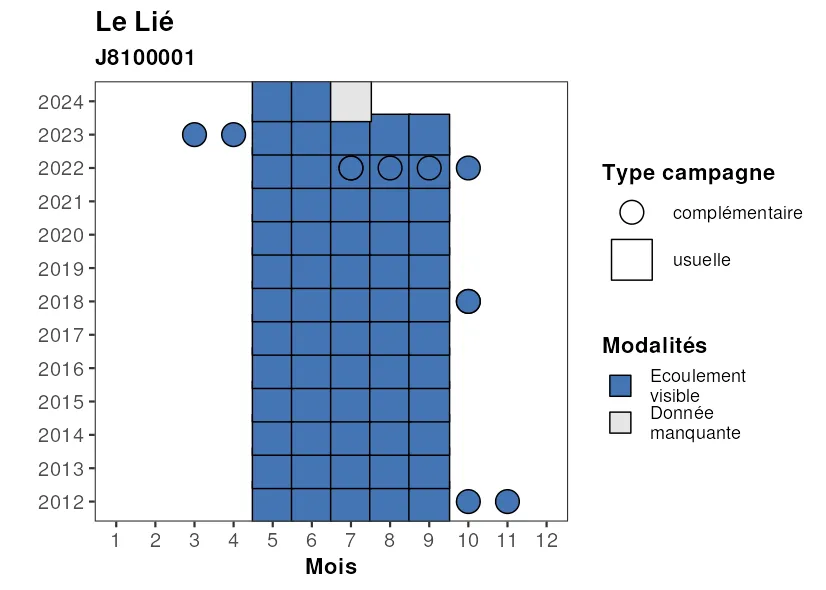 Le Lié
J8100001
2024
2023
2022
2021
2020
2019
2018
2017
2016
2015
2014
2013
2012
1 2 3 4 5 6 7 8 9 10 11 12
Mois
Type campagne
complémentaire
usuelle
Modalités
Ecoulement
visible
Donnée
manquante